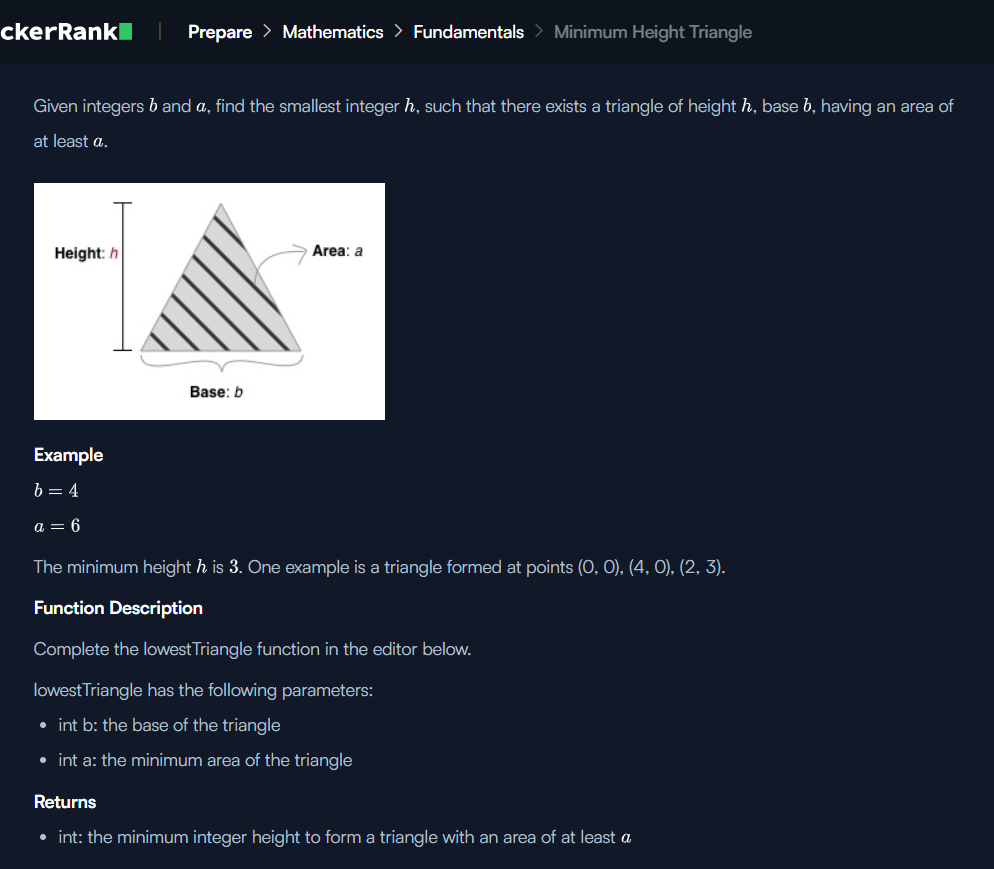 ckerRank | Prepare > Mathematics > Fundamentals > Minimum Height Triangle
Given integers b and a, find the smallest integer h, such that there exists a triangle of height h, base b, having an area of
at least a.
Height: h
Area: a
Base: b
Example
b = 4
a = 6
The minimum height h is 3. One example is a triangle formed at points (0, 0), (4, 0), (2, 3).
Function Description
Complete the lowestTriangle function in the editor below.
lowestTriangle has the following parameters:
• int b: the base of the triangle
• int a: the minimum area of the triangle
Returns
• int: the minimum integer height to form a triangle with an area of at least a